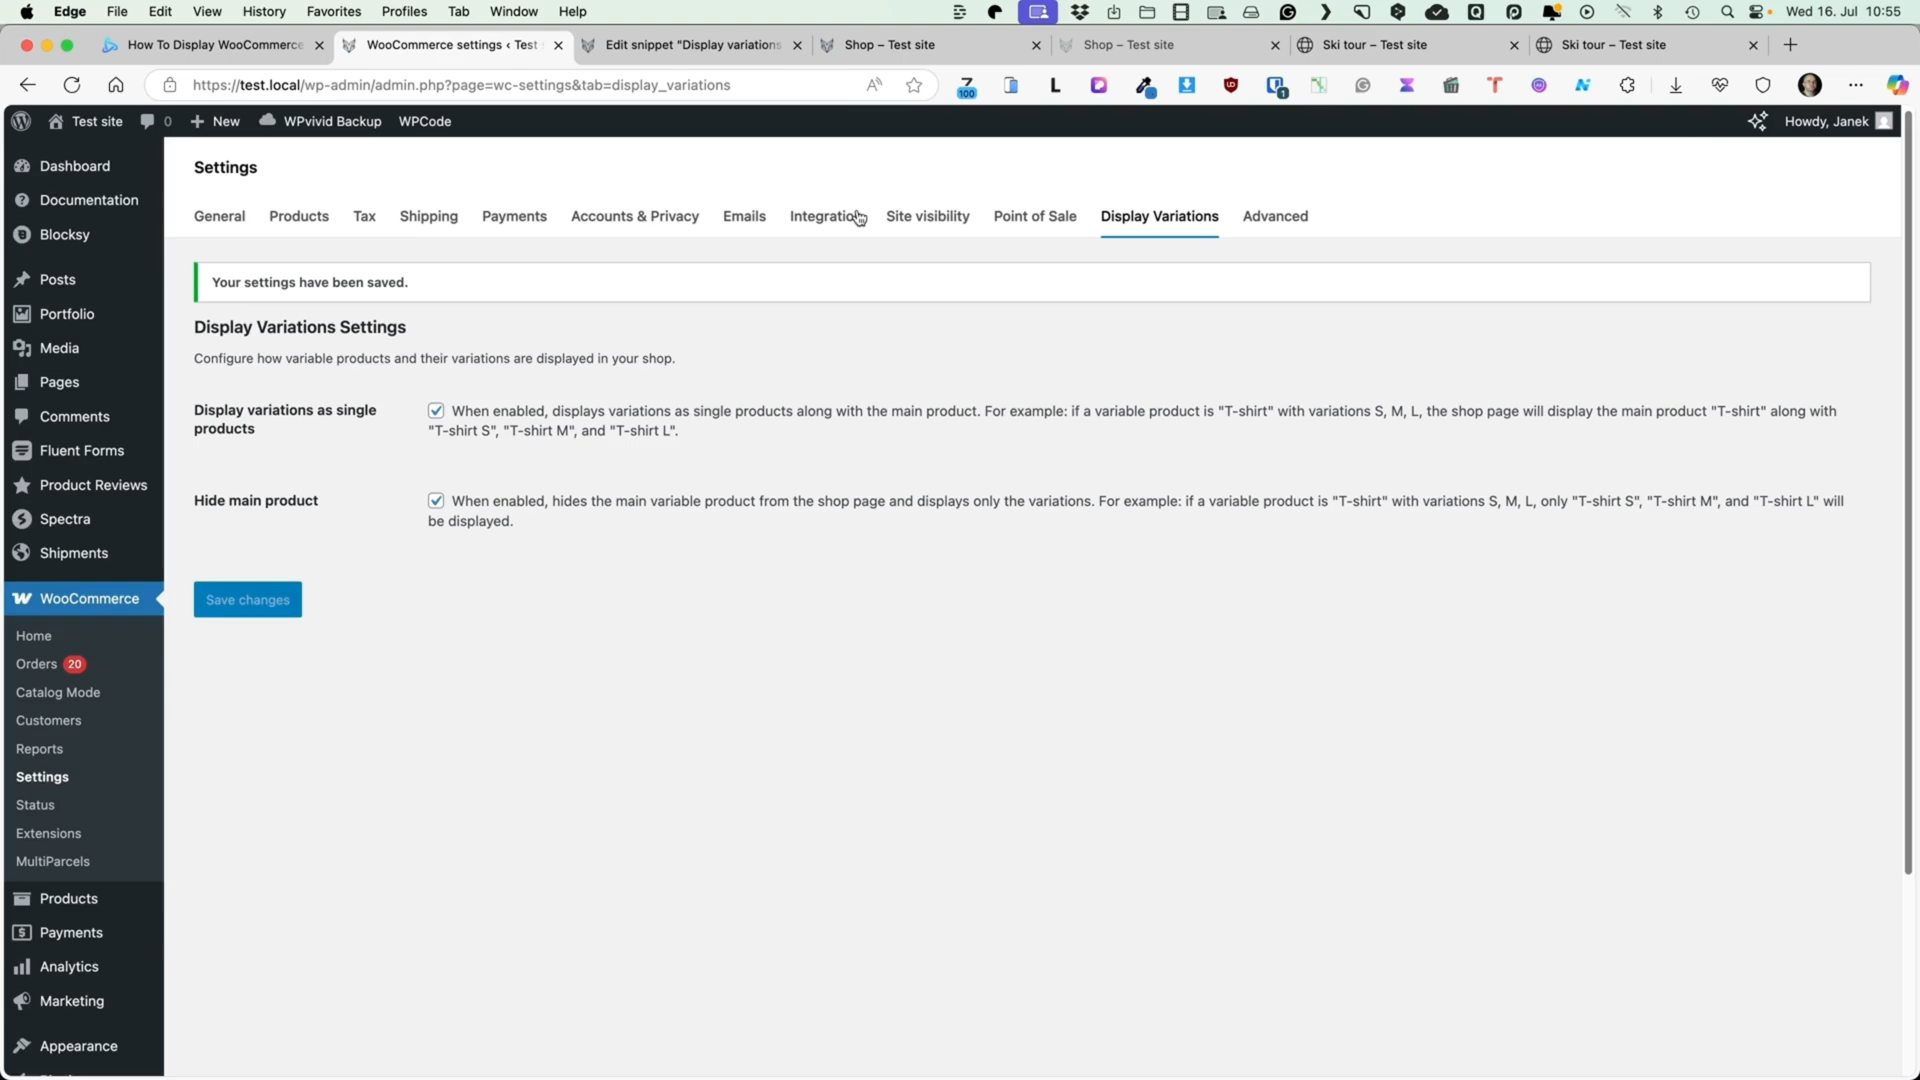 Edge File Edit View History Favorites Profiles Tab Window Help Wed 16. Jul 10:55
How To Display WooCommerce
WooCommerce settings ‹ Test
Edit snippet "Display variations
Shop – Test site
Shop – Test site
Ski tour – Test site
Ski tour – Test site
https://test.local/wp-admin/admin.php?page=wc-settings&tab=display_variations
100
1
Test site 0 New WPvivid Backup WPCode Howdy, Janek
Dashboard
Documentation
Blocksy
Posts
Portfolio
Media
Pages
Comments
Fluent Forms
Product Reviews
Spectra
Shipments
WooCommerce
Home
Orders 20
Catalog Mode
Customers
Reports
Settings
Status
Extensions
MultiParcels
Products
Payments
Analytics
Marketing
Appearance
Settings
General Products Tax Shipping Payments Accounts & Privacy Emails Integration Site visibility Point of Sale Display Variations Advanced
Your settings have been saved.
Display Variations Settings
Configure how variable products and their variations are displayed in your shop.
Display variations as single
products
When enabled, displays variations as single products along with the main product. For example: if a variable product is "T-shirt" with variations S, M, L, the shop page will display the main product "T-shirt" along with
"T-shirt S", "T-shirt M", and "T-shirt L".
Hide main product
When enabled, hides the main variable product from the shop page and displays only the variations. For example: if a variable product is "T-shirt" with variations S, M, L, only "T-shirt S", "T-shirt M", and "T-shirt L" will
be displayed.
Save changes